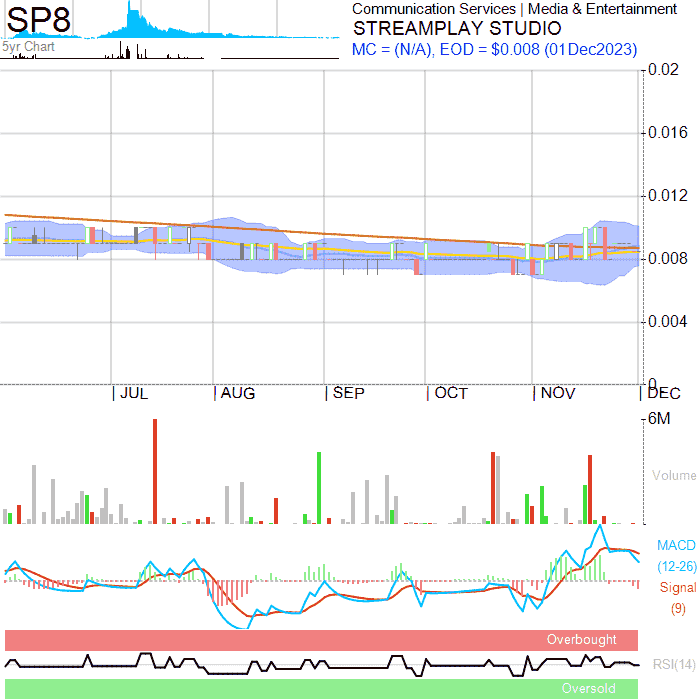 SP8
Communication Services | Media & Entertainment
STREAMPLAY STUDIO
MC = (N/A), EOD = $0.008 (01Dec2023)
5yr Chart
0.02
0.016
0.012
0.008
0.004
0
| JUL | AUG | SEP | OCT | NOV | DEC
6M
Volume
MACD
(12-26)
Signal
(9)
Overbought
RSI(14)
Oversold